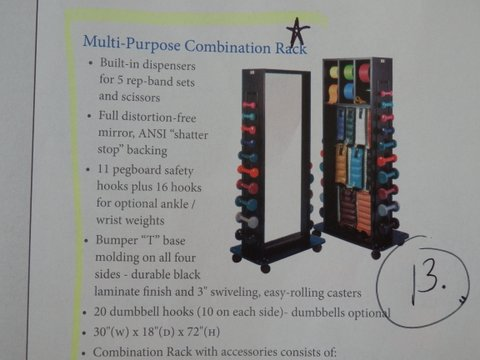 Multi-Purpose Combination Rack
• Built-in dispensers
for 5 rep-band sets
and scissors
• Full distortion-free
mirror, ANSI “shatter
stop” backing
• 11 pegboard safety
hooks plus 16 hooks
for optional ankle /
wrist weights
• Bumper “T” base
molding on all four
sides - durable black
laminate finish and 3" swiveling, easy-rolling casters
• 20 dumbbell hooks (10 on each side)- dumbbells optional
• 30"(W) x 18"(D) x 72"(H)
• Combination Rack with accessories consists of:
13.